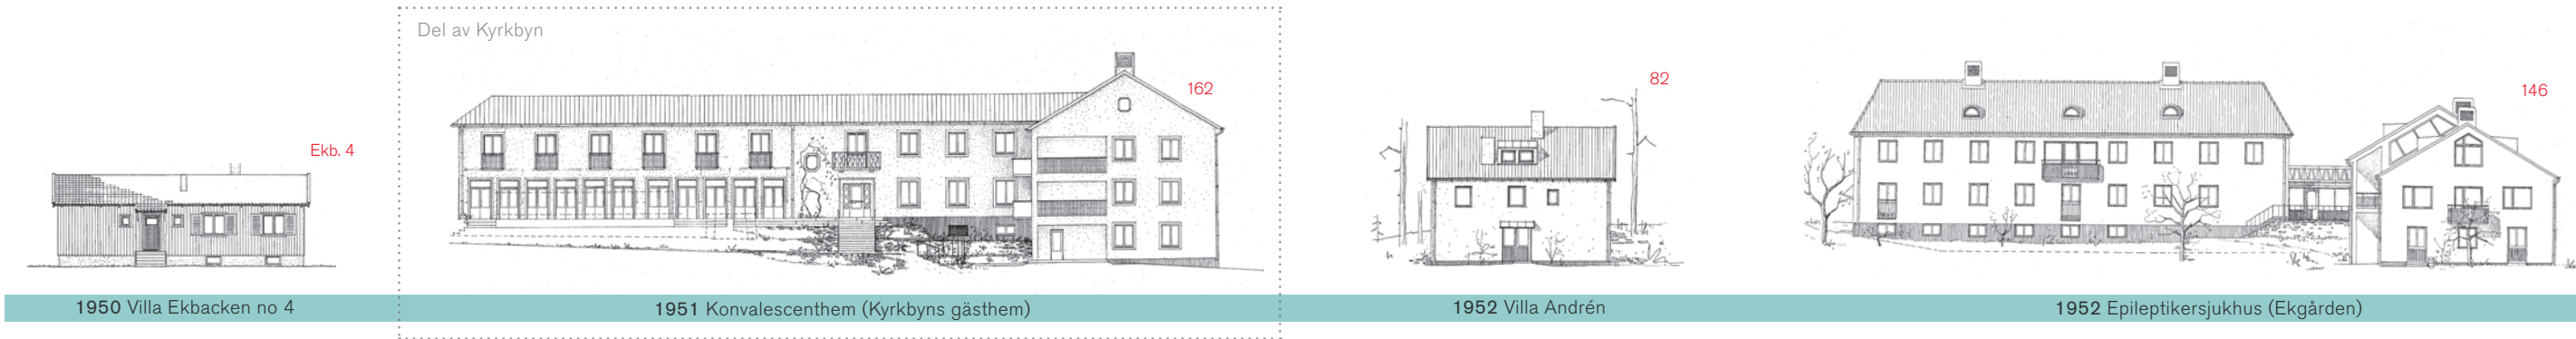 Del av Kyrkbyn
Ekb. 4
162
82
146
1950 Villa Ekbacken no 4
1951 Konvalescenthem (Kyrkbyns gästhem)
1952 Villa Andrén
1952 Epileptikersjukhus (Ekgården)